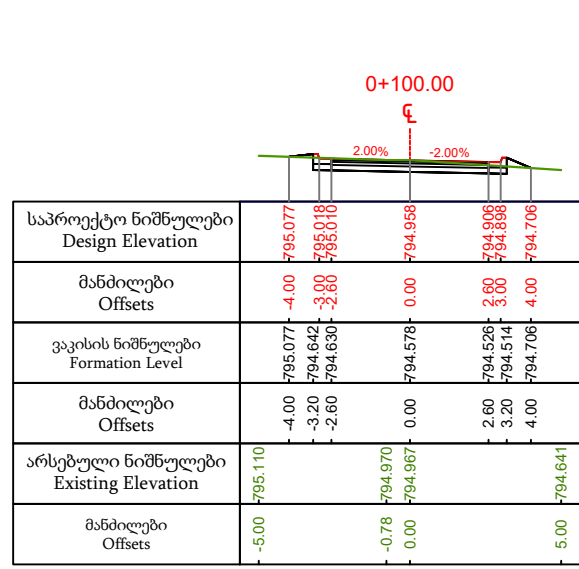 0+100.00
℄
2.00% -2.00%
საპროექტო ნიშნულები
Design Elevation
795.077 795.018 795.010 794.958 794.906 794.898 794.706
მანძილები
Offsets
-4.00 -3.00 -2.60 0.00 2.60 3.00 4.00
ვაკისის ნიშნულები
Formation Level
795.077 794.642 794.630 794.578 794.526 794.514 794.706
მანძილები
Offsets
-4.00 -3.20 -2.60 0.00 2.60 3.20 4.00
არსებული ნიშნულები
Existing Elevation
795.110 794.970 794.967 794.641
მანძილები
Offsets
-5.00 -0.78 0.00 5.00